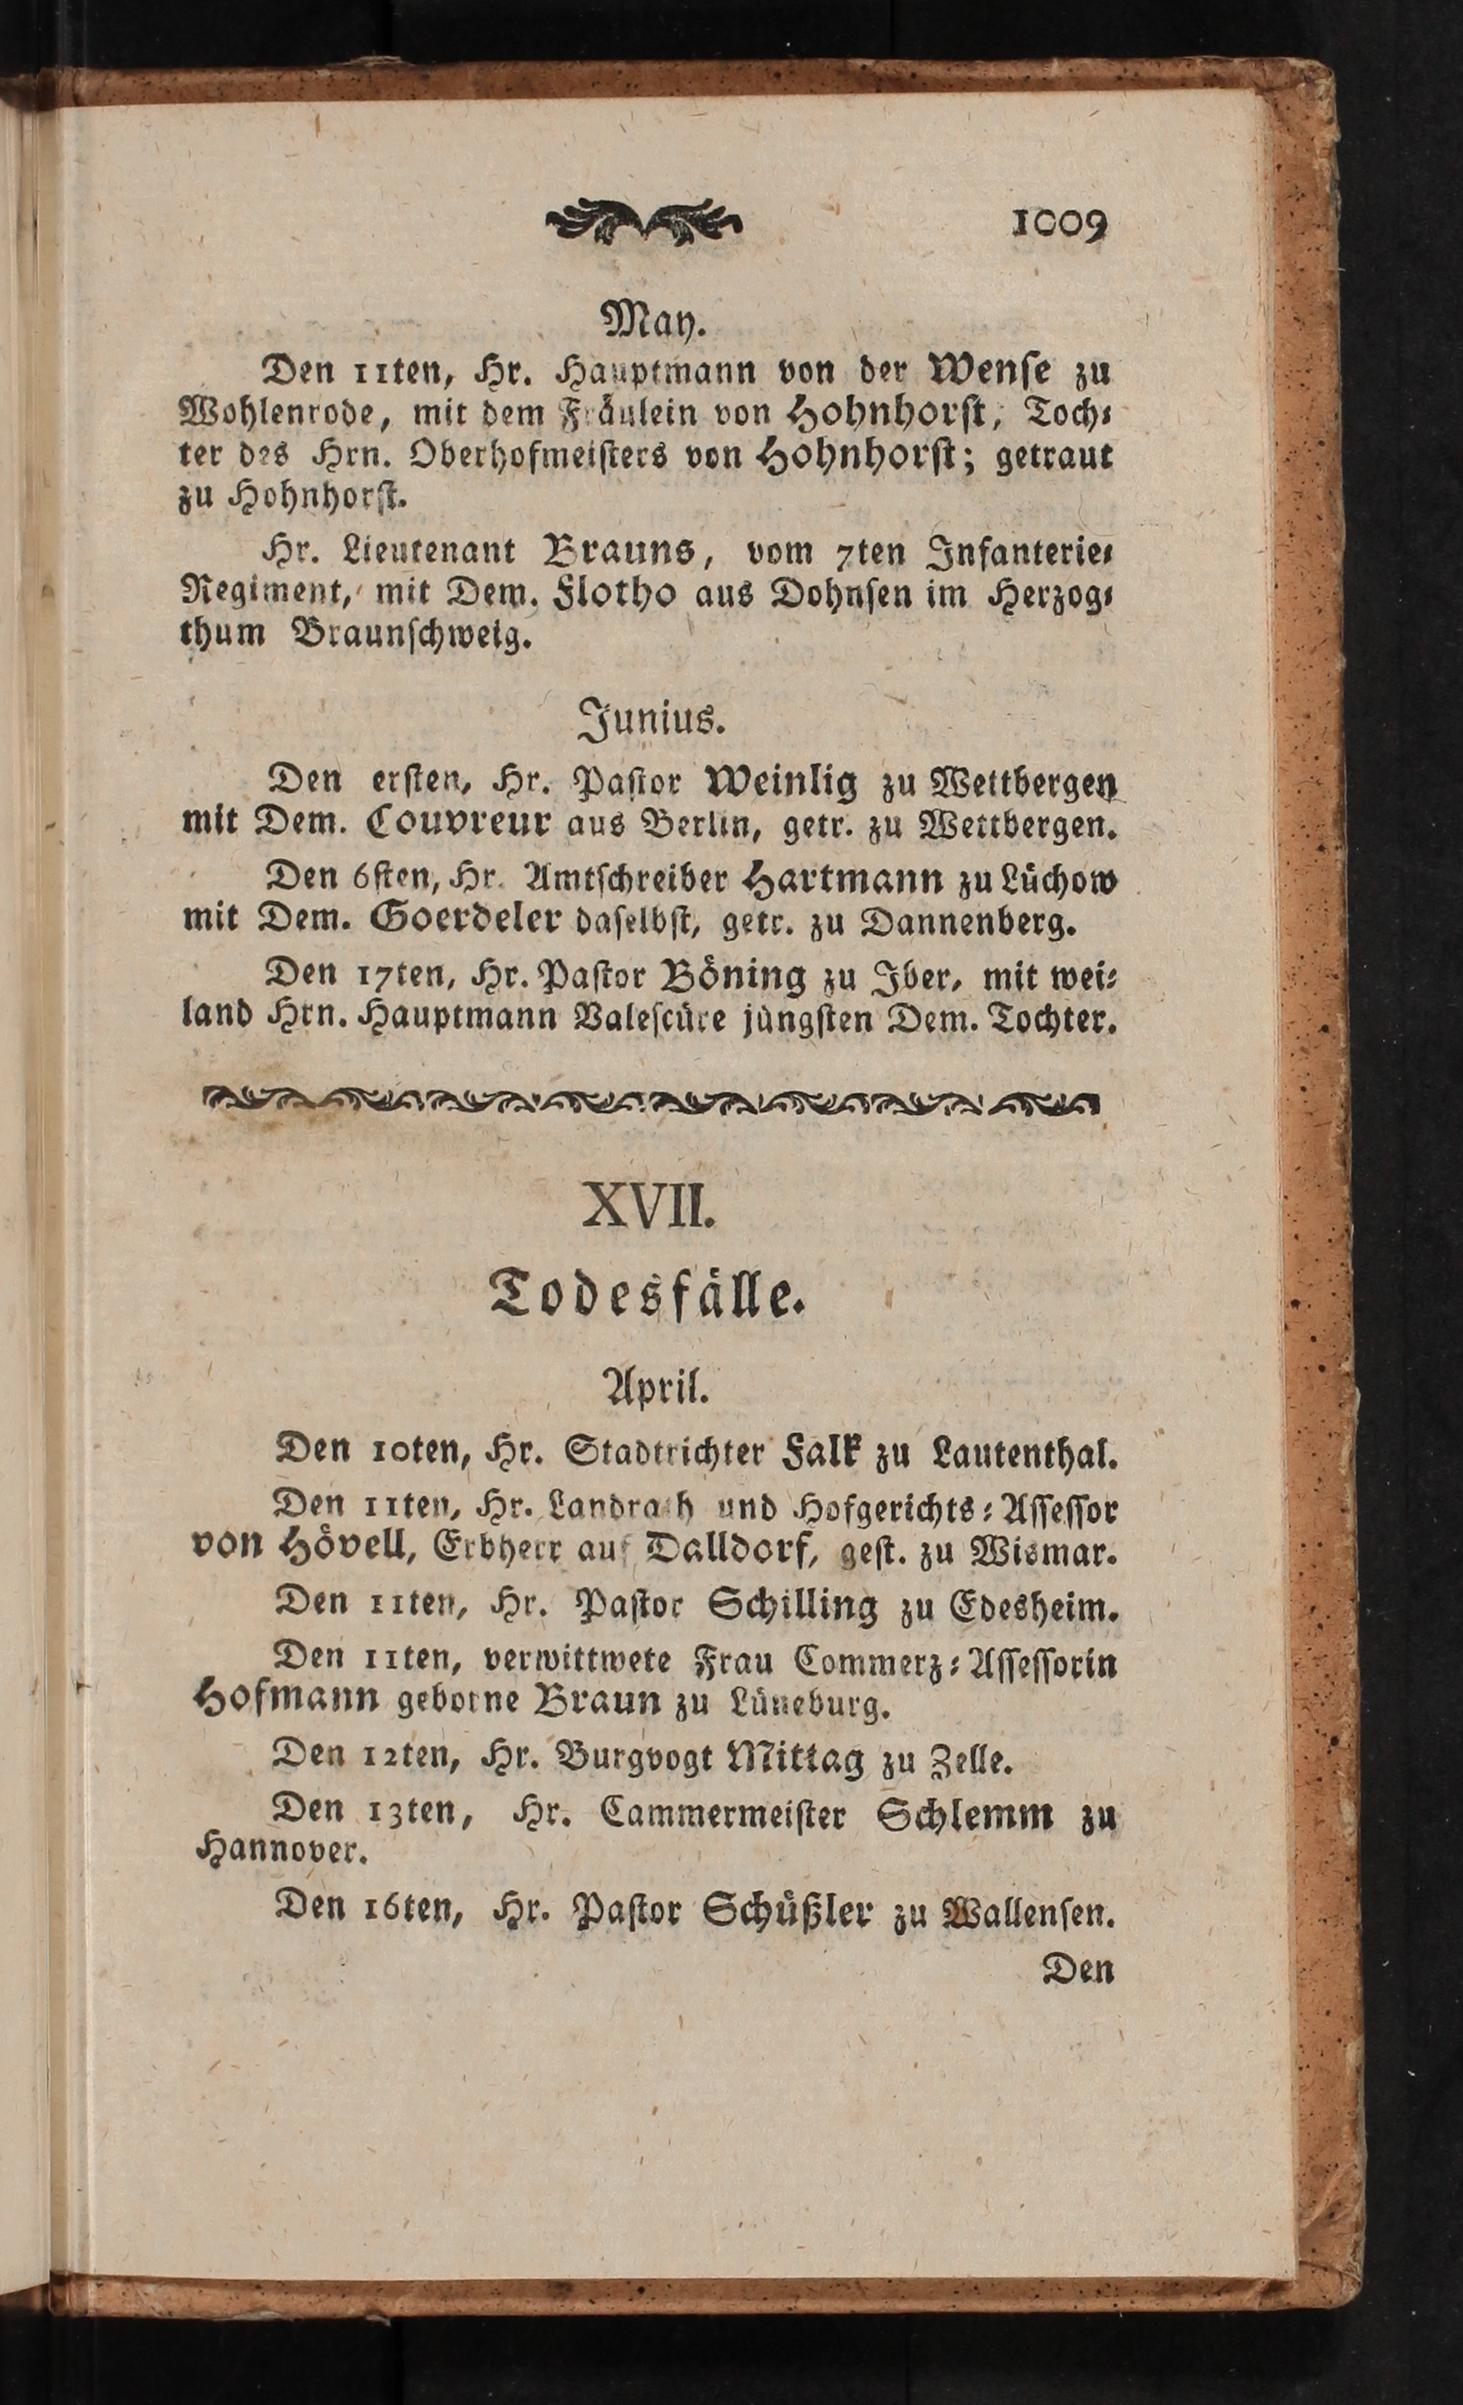 1009
May.
Den 11ten, Hr. Hauptmann von der Wense zu
Wohlenrode, mit dem Fräulein von Hohnhorst, Toch⸗
ter des Hrn. Oberhofmeisters von Hohnhorst; getraut
zu Hohnhorst.
Hr. Lieutenant Brauns, vom 7ten Infanterie⸗
Regiment, mit Dem. Flotho aus Dohnsen im Herzog⸗
thum Braunschweig.
Junius.
Den ersten, Hr. Pastor Weinlig zu Wettbergen
mit Dem. Couvreur aus Berlin, getr. zu Wettbergen.
Den 6sten, Hr. Amtschreiber Hartmann zu Lüchow
mit Dem. Goerdeler daselbst, getr. zu Dannenberg.
Den 17ten, Hr. Pastor Böning zu Iber, mit wei⸗
land Hrn. Hauptmann Valescüre jüngsten Dem. Tochter.
XVII.
Todesfälle.
April.
Den 10ten, Hr. Stadtrichter Falk zu Lautenthal.
Den 11ten, Hr. Landrath und Hofgerichts⸗Assessor
von Hövell, Erbherr auf Dalldorf, gest. zu Wismar.
Den 11ten, Hr. Pastor Schilling zu Edesheim.
Den 11ten, verwittwete Frau Commerz⸗Assessorin
Hofmann geborne Braun zu Lüneburg.
Den 12ten, Hr. Burgvogt Mittag zu Zelle.
Den 13ten, Hr. Cammermeister Schlemm zu
Hannover.
Den 16ten, Hr. Pastor Schüßler zu Wallensen.
Den